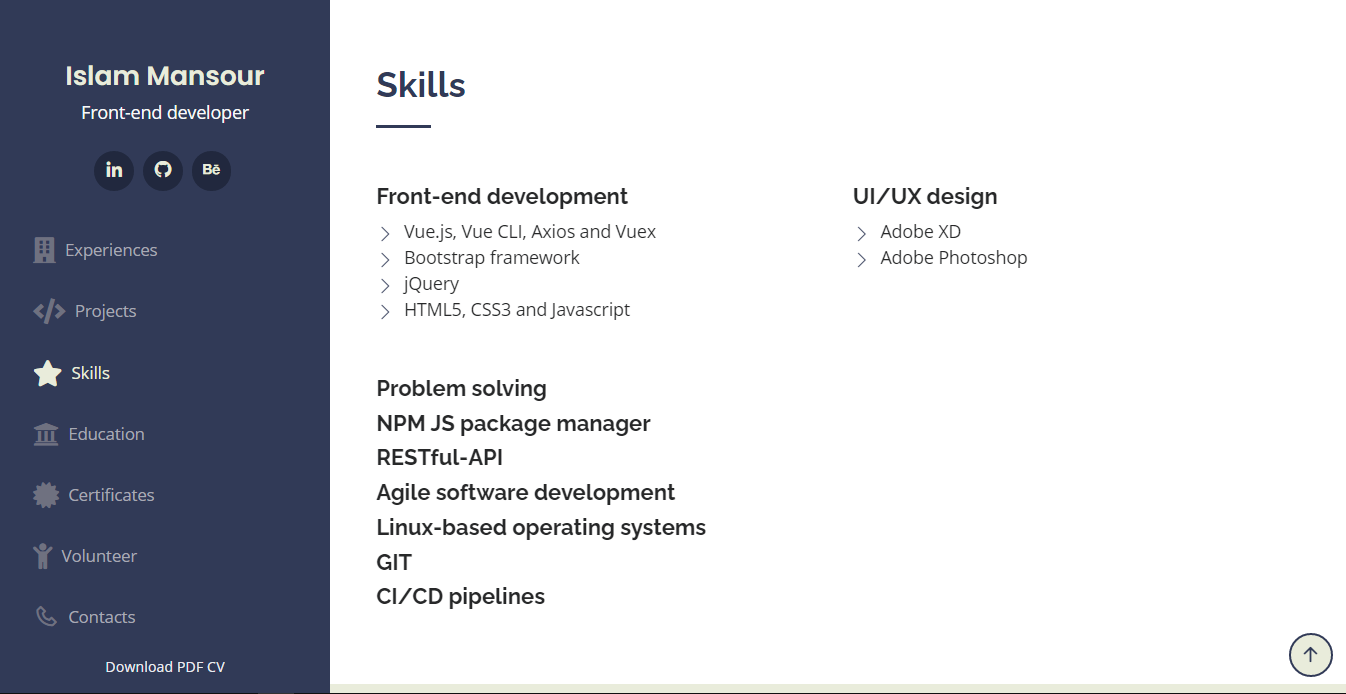 Islam Mansour
Front-end developer
in
Bē
Experiences
Projects
Skills
Education
Certificates
Volunteer
Contacts
Download PDF CV
Skills
Front-end development
Vue.js, Vue CLI, Axios and Vuex
Bootstrap framework
jQuery
HTML5, CSS3 and Javascript
UI/UX design
Adobe XD
Adobe Photoshop
Problem solving
NPM JS package manager
RESTful-API
Agile software development
Linux-based operating systems
GIT
CI/CD pipelines